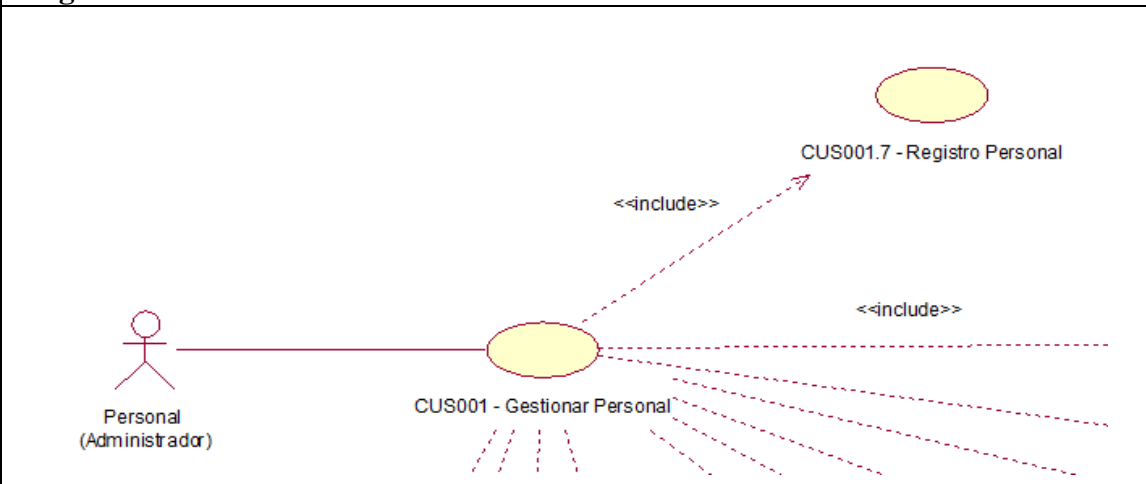 CUS001.7 - Registro Personal
<<include>>
<<include>>
CUS001 - Gestionar Personal
Personal
(Administrador)